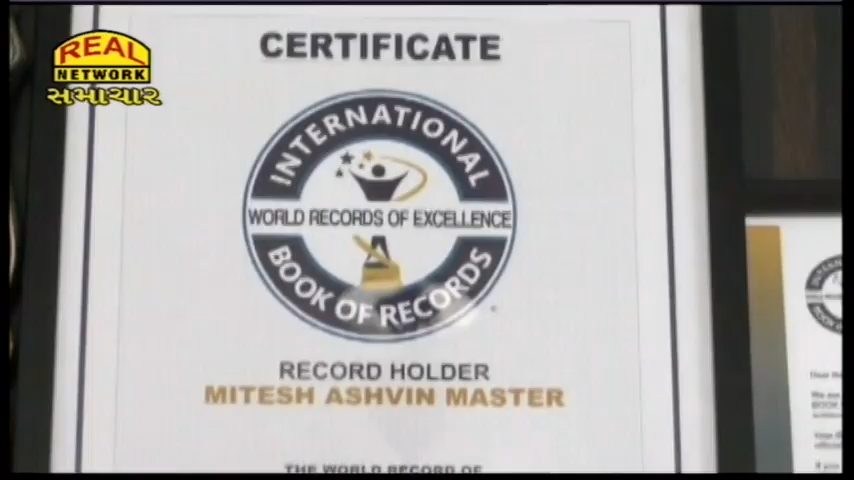 REAL
NETWORK
સમાચાર
CERTIFICATE
INTERNATIONAL
WORLD RECORDS OF EXCELLENCE
BOOK OF RECORDS
RECORD HOLDER
MITESH ASHVIN MASTER
THE WORLD RECORD OF